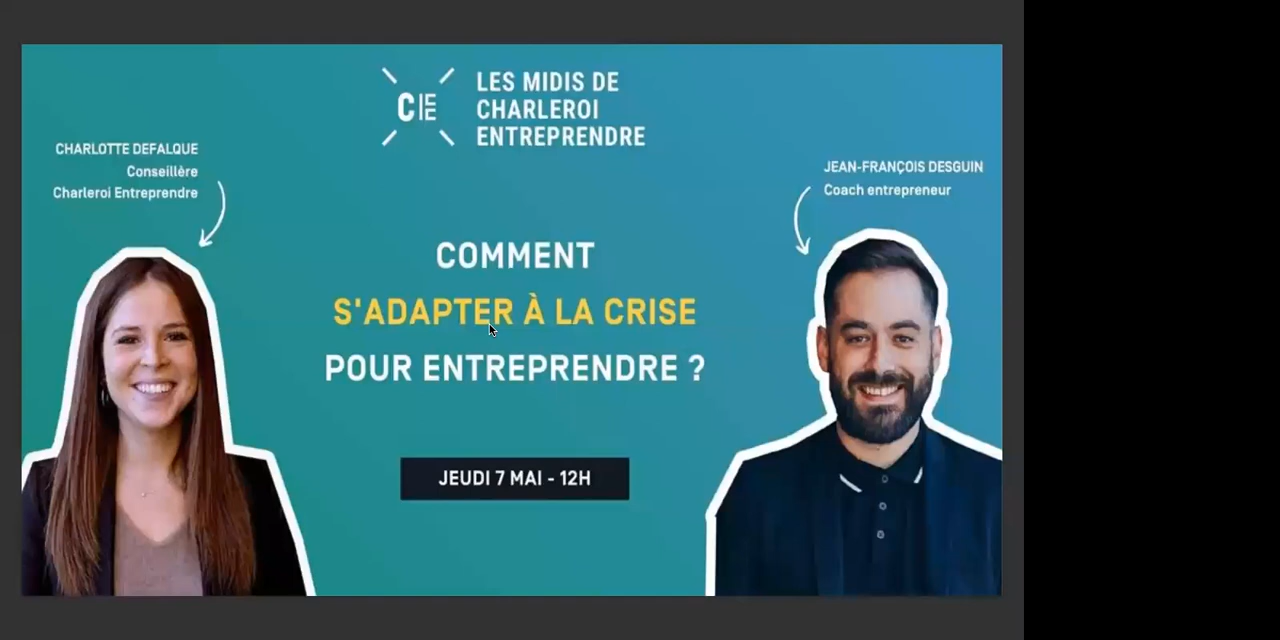 CEE
LES MIDIS DE
CHARLEROI
ENTREPRENDRE
CHARLOTTE DEFALQUE
Conseillère
Charleroi Entreprendre
JEAN-FRANÇOIS DESGUIN
Coach entrepreneur
COMMENT
S'ADAPTER À LA CRISE
POUR ENTREPRENDRE ?
JEUDI 7 MAI - 12H